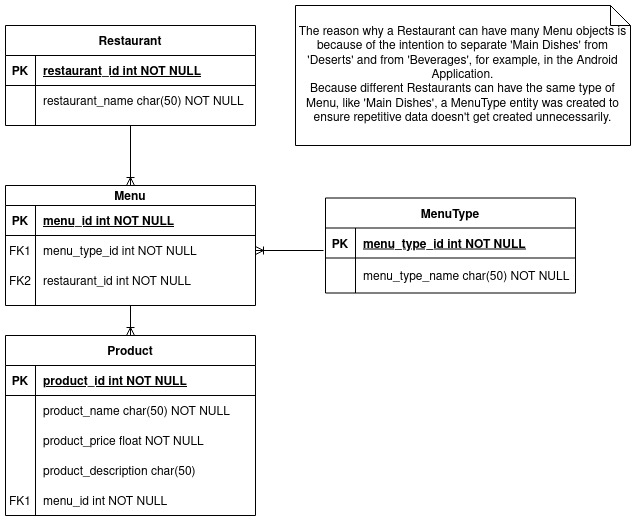 Restaurant
PK restaurant_id int NOT NULL
restaurant_name char(50) NOT NULL
The reason why a Restaurant can have many Menu objects is
because of the intention to separate 'Main Dishes' from
'Deserts' and from 'Beverages', for example, in the Android
Application.
Because different Restaurants can have the same type of
Menu, like 'Main Dishes', a MenuType entity was created to
ensure repetitive data doesn't get created unnecessarily.
Menu
PK menu_id int NOT NULL
FK1 menu_type_id int NOT NULL
FK2 restaurant_id int NOT NULL
MenuType
PK menu_type_id int NOT NULL
menu_type_name char(50) NOT NULL
Product
PK product_id int NOT NULL
product_name char(50) NOT NULL
product_price float NOT NULL
product_description char(50)
FK1 menu_id int NOT NULL